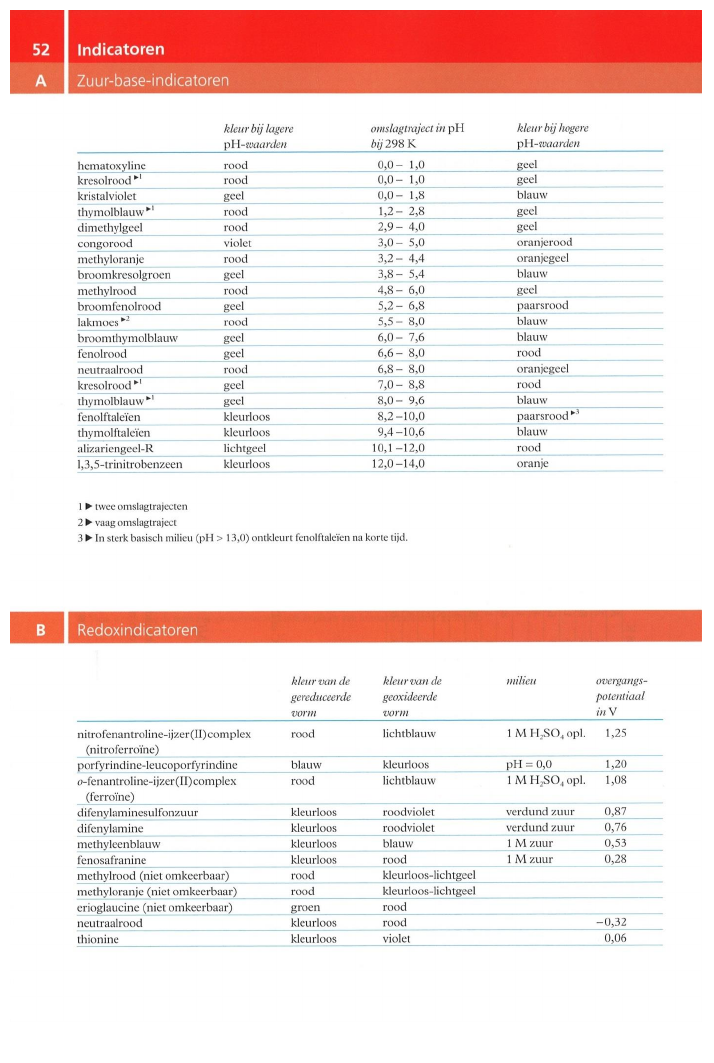 52 Indicatoren
A Zuur-base-indicatoren
kleur bij lagere omslagtraject in pH kleur bij hogere
pH-waarden bij 298 K pH-waarden
hematoxyline rood 0,0 – 1,0 geel
kresolrood ►1 rood 0,0 – 1,0 geel
kristalviolet geel 0,0 – 1,8 blauw
thymolblauw ►1 rood 1,2 – 2,8 geel
dimethylgeel rood 2,9 – 4,0 geel
congorood violet 3,0 – 5,0 oranjerood
methyloranje rood 3,2 – 4,4 oranjegeel
broomkresolgroen geel 3,8 – 5,4 blauw
methylrood rood 4,8 – 6,0 geel
broomfenolrood geel 5,2 – 6,8 paarsrood
lakmoes ►2 rood 5,5 – 8,0 blauw
broomthymolblauw geel 6,0 – 7,6 blauw
fenolrood geel 6,6 – 8,0 rood
neutraalrood rood 6,8 – 8,0 oranjegeel
kresolrood ►1 geel 7,0 – 8,8 rood
thymolblauw ►1 geel 8,0 – 9,6 blauw
fenolftaleïen kleurloos 8,2 –10,0 paarsrood ►3
thymolftaleïen kleurloos 9,4 –10,6 blauw
alizariengeel-R lichtgeel 10,1 –12,0 rood
1,3,5-trinitrobenzeen kleurloos 12,0 –14,0 oranje
1 ► twee omslagtrajecten
2 ► vaag omslagtraject
3 ► In sterk basisch milieu (pH > 13,0) ontkleurt fenolftaleïen na korte tijd.
B Redoxindicatoren
kleur van de kleur van de milieu overgangs-
gereduceerde geoxideerde potentiaal
vorm vorm in V
nitrofenantroline-ijzer(II)complex rood lichtblauw 1 M H₂SO₄ opl. 1,25
(nitroferroïne)
porfyrindine-leucoporfyrindine blauw kleurloos pH = 0,0 1,20
o-fenantroline-ijzer(II)complex rood lichtblauw 1 M H₂SO₄ opl. 1,08
(ferroïne)
difenylaminesulfonzuur kleurloos roodviolet verdund zuur 0,87
difenylamine kleurloos roodviolet verdund zuur 0,76
methyleenblauw kleurloos blauw 1 M zuur 0,53
fenosafranine kleurloos rood 1 M zuur 0,28
methylrood (niet omkeerbaar) rood kleurloos-lichtgeel
methyloranje (niet omkeerbaar) rood kleurloos-lichtgeel
erioglaucine (niet omkeerbaar) groen rood
neutraalrood kleurloos rood −0,32
thionine kleurloos violet 0,06